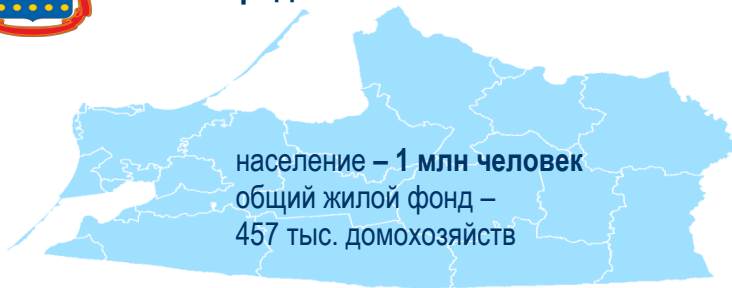 население – 1 млн человек
общий жилой фонд –
457 тыс. домохозяйств